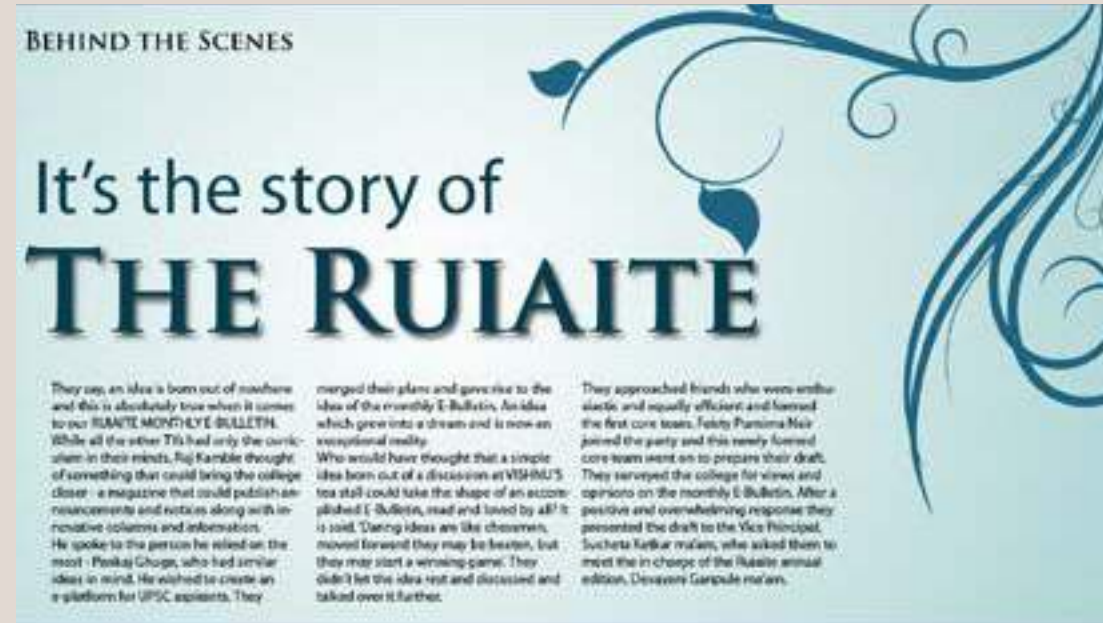 BEHIND THE SCENES
It's the story of
THE RUIAITE
They say, an idea is born out of nowhere
and this is absolutely true when it comes
to our RUIAITE MONTHLY E-BULLETIN.
While all the other TYs had only the curric-
ulum in their minds, Raj Kamble thought
of something that could bring the college
closer - a magazine that could publish an-
nouncements and notices along with in-
novative columns and information.
He spoke to the person he relied on the
most - Pankaj Ghuge, who had similar
ideas in mind. He wished to create an
e-platform for UPSC aspirants. They
merged their plans and gave rise to the
idea of the monthly E-Bulletin. An idea
which grew into a dream and is now an
exceptional reality.
Who would have thought that a simple
idea born out of a discussion at VISHNU'S
tea stall could take the shape of an accom-
plished E-Bulletin, read and loved by all? It
is said, 'Daring ideas are like chessmen,
moved forward they may be beaten, but
they may start a winning game. They
didn't let the idea rest and discussed and
talked over it further.
They approached friends who were enthu-
siastic and equally efficient and formed
the first core team. Feisty Purnima Nair
joined the party and this newly formed
core team went on to prepare their draft.
They surveyed the college for views and
opinions on the monthly E-Bulletin. After a
positive and overwhelming response they
presented the draft to the Vice Principal,
Sucheta Ketkar ma'am, who asked them to
meet the in charge of the Ruiaite annual
edition, Devayani Ganpule ma'am.